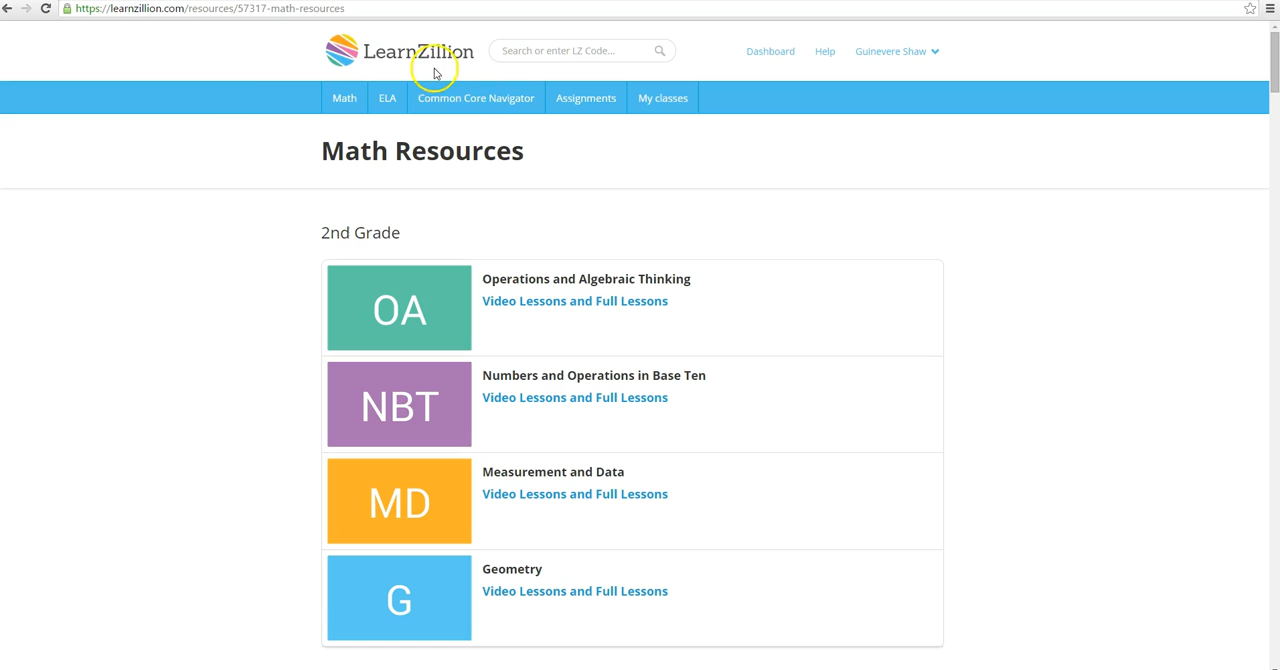 https://learnzillion.com/resources/57317-math-resources
LearnZillion
Search or enter LZ Code...
Dashboard
Help
Guinevere Shaw
Math
ELA
Common Core Navigator
Assignments
My classes
Math Resources
2nd Grade
OA
Operations and Algebraic Thinking
Video Lessons and Full Lessons
NBT
Numbers and Operations in Base Ten
Video Lessons and Full Lessons
MD
Measurement and Data
Video Lessons and Full Lessons
G
Geometry
Video Lessons and Full Lessons